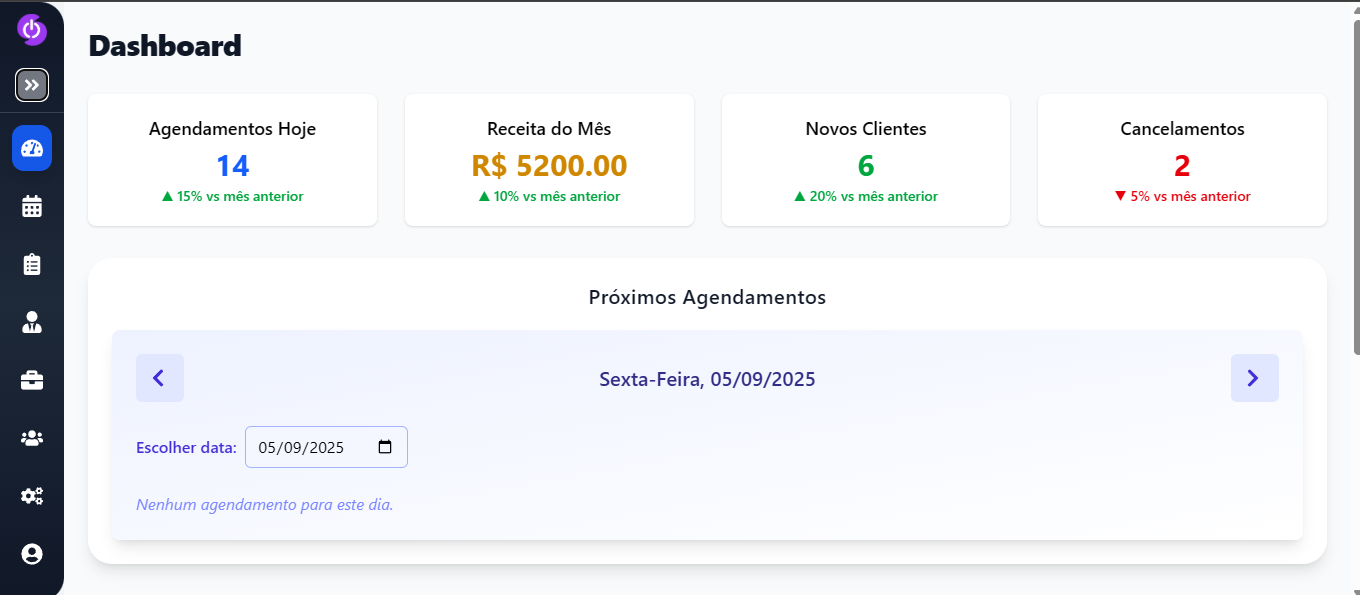 Dashboard
Agendamentos Hoje
14
▲ 15% vs mês anterior
Receita do Mês
R$ 5200.00
▲ 10% vs mês anterior
Novos Clientes
6
▲ 20% vs mês anterior
Cancelamentos
2
▼ 5% vs mês anterior
Próximos Agendamentos
Sexta-Feira, 05/09/2025
Escolher data: 05/09/2025
Nenhum agendamento para este dia.